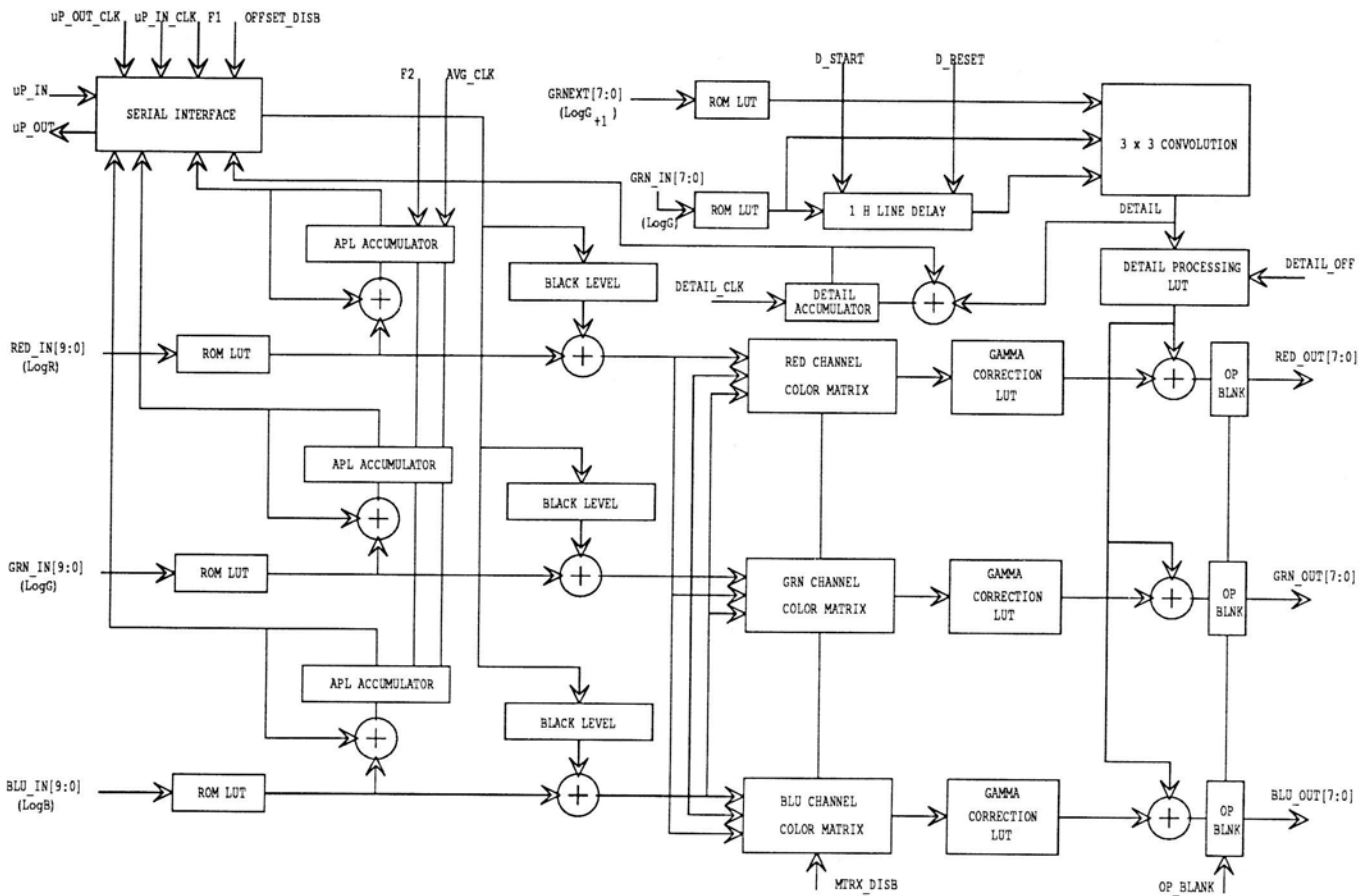 uP_OUT_CLK uP_IN_CLK F1 OFFSET_DISB
uP_IN
uP_OUT
SERIAL INTERFACE
F2
AVG_CLK
GRNEXT[7:0]
(LogG+1)
ROM LUT
D_START
D_RESET
3 x 3 CONVOLUTION
GRN_IN[7:0]
(LogG)
ROM LUT
1 H LINE DELAY
DETAIL
APL ACCUMULATOR
BLACK LEVEL
DETAIL_CLK
DETAIL
ACCUMULATOR
DETAIL PROCESSING
LUT
DETAIL_OFF
RED_IN[9:0]
(LogR)
ROM LUT
RED CHANNEL
COLOR MATRIX
GAMMA
CORRECTION
LUT
OP
BLNK
RED_OUT[7:0]
APL ACCUMULATOR
BLACK LEVEL
GRN_IN[9:0]
(LogG)
ROM LUT
GRN CHANNEL
COLOR MATRIX
GAMMA
CORRECTION
LUT
OP
BLNK
GRN_OUT[7:0]
APL ACCUMULATOR
BLACK LEVEL
BLU_IN[9:0]
(LogB)
ROM LUT
BLU CHANNEL
COLOR MATRIX
GAMMA
CORRECTION
LUT
OP
BLNK
BLU_OUT[7:0]
MTRX_DISB
OP_BLANK